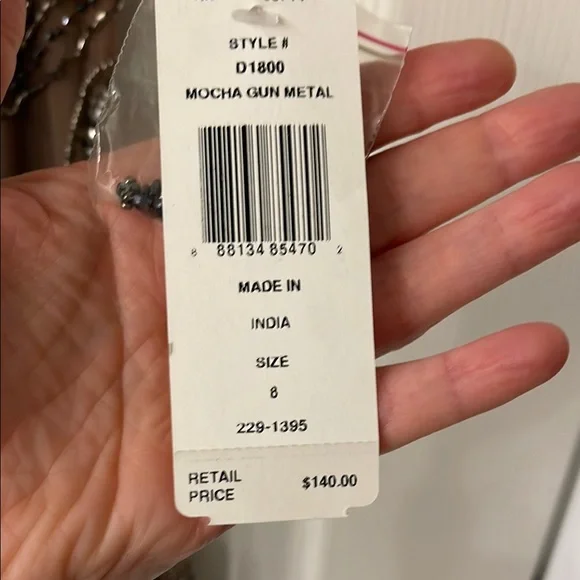 STYLE #
D1800
MOCHA GUN METAL
8 88134 85470 2
MADE IN
INDIA
SIZE
8
229-1395
RETAIL
PRICE
$140.00